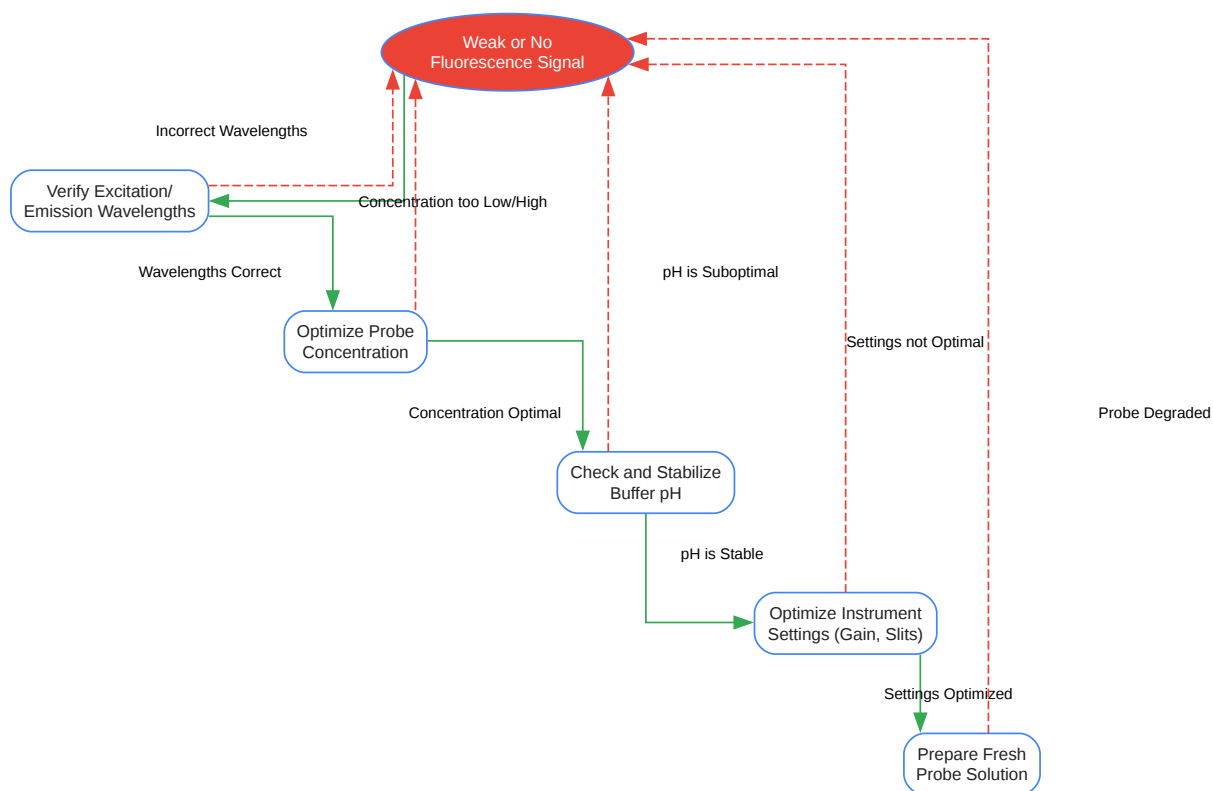 Weak or No
Fluorescence Signal
Incorrect Wavelengths
Verify Excitation/
Emission Wavelengths
Concentration too Low/High
Wavelengths Correct
pH is Suboptimal
Optimize Probe
Concentration
Settings not Optimal
Concentration Optimal
Probe Degraded
Check and Stabilize
Buffer pH
pH is Stable
Optimize Instrument
Settings (Gain, Slits)
Settings Optimized
Prepare Fresh
Probe Solution